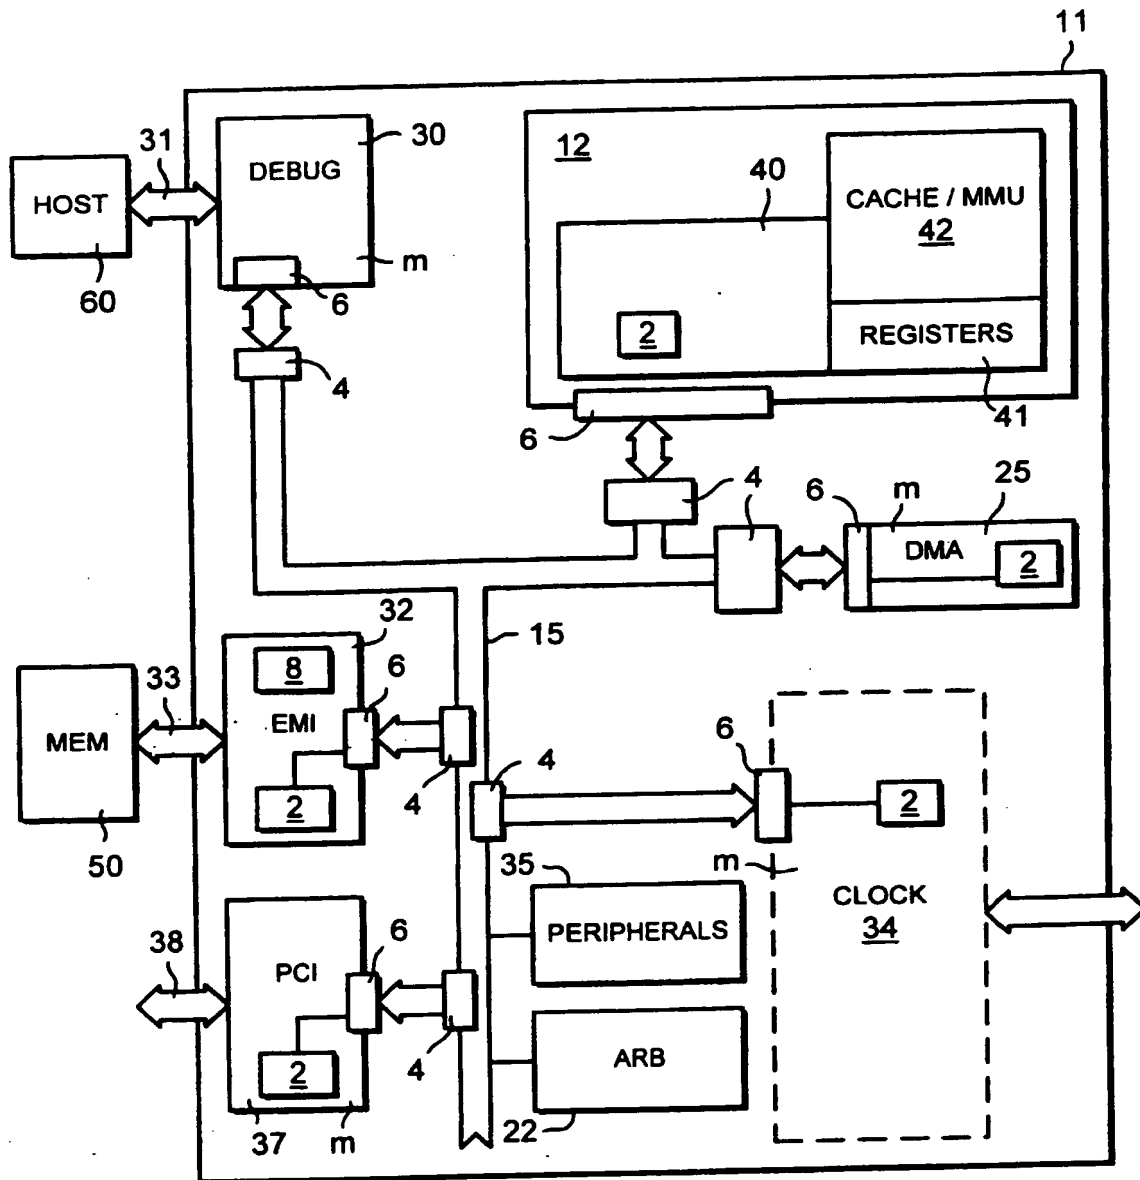 11
31
30
DEBUG
HOST
60
m
6
4
12
40
CACHE / MMU
42
2
REGISTERS
41
6
4
4
6
m
25
DMA
2
15
32
8
6
33
EMI
MEM
2
4
50
4
6
2
m
CLOCK
34
35
PERIPHERALS
38
PCI
6
2
4
37
m
ARB
22